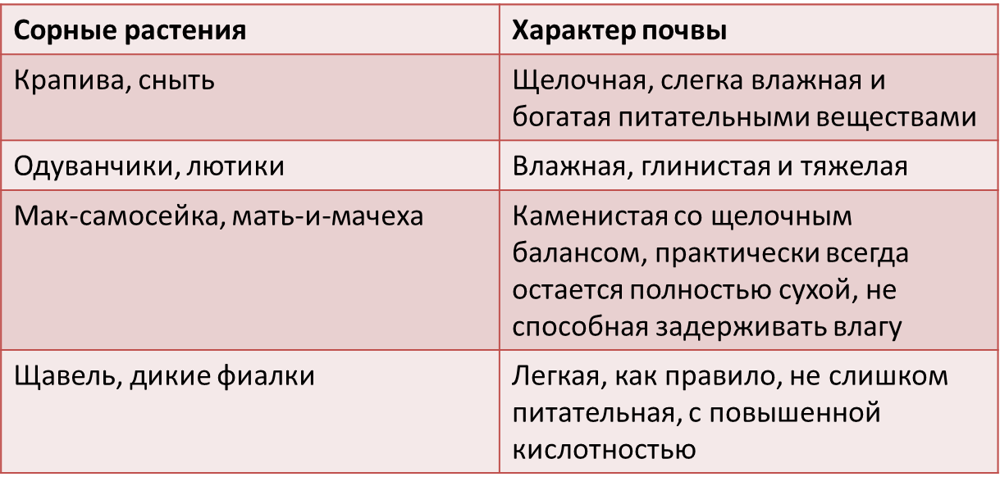 Сорные растения
Характер почвы
Крапива, сныть
Щелочная, слегка влажная и
богатая питательными веществами
Одуванчики, лютики
Влажная, глинистая и тяжелая
Мак-самосейка, мать-и-мачеха
Каменистая со щелочным
балансом, практически всегда
остается полностью сухой, не
способная задерживать влагу
Щавель, дикие фиалки
Легкая, как правило, не слишком
питательная, с повышенной
кислотностью